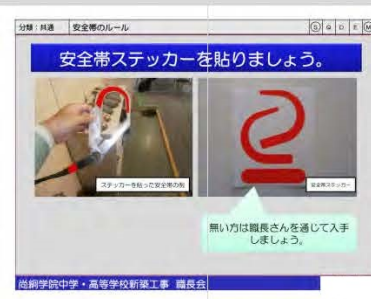 分類：共通 安全帯のルール S Q D E M
安全帯ステッカーを貼りましょう。
ステッカーを貼った安全帯の例
安全帯ステッカー
無い方は職長さんを通じて入手
しましょう。
尚絅学院中学・高等学校新築工事 職長会